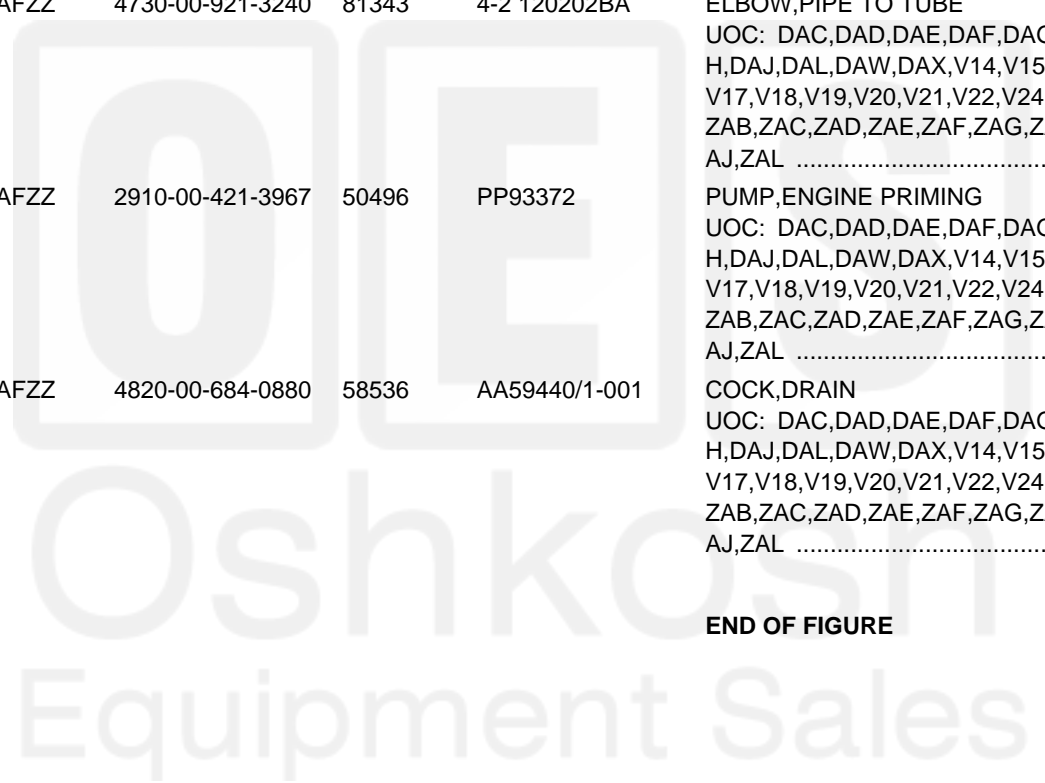 AFZZ 4730-00-921-3240 81343 4-2 120202BA ELBOW,PIPE TO TUBE
UOC: DAC,DAD,DAE,DAF,DAG
H,DAJ,DAL,DAW,DAX,V14,V15
V17,V18,V19,V20,V21,V22,V24
ZAB,ZAC,ZAD,ZAE,ZAF,ZAG,Z
AJ,ZAL .....................................
AFZZ 2910-00-421-3967 50496 PP93372 PUMP,ENGINE PRIMING
UOC: DAC,DAD,DAE,DAF,DAG
H,DAJ,DAL,DAW,DAX,V14,V15
V17,V18,V19,V20,V21,V22,V24
ZAB,ZAC,ZAD,ZAE,ZAF,ZAG,Z
AJ,ZAL .....................................
AFZZ 4820-00-684-0880 58536 AA59440/1-001 COCK,DRAIN
UOC: DAC,DAD,DAE,DAF,DAG
H,DAJ,DAL,DAW,DAX,V14,V15
V17,V18,V19,V20,V21,V22,V24
ZAB,ZAC,ZAD,ZAE,ZAF,ZAG,Z
AJ,ZAL .....................................
END OF FIGURE
OES
Oshkosh
Equipment Sales